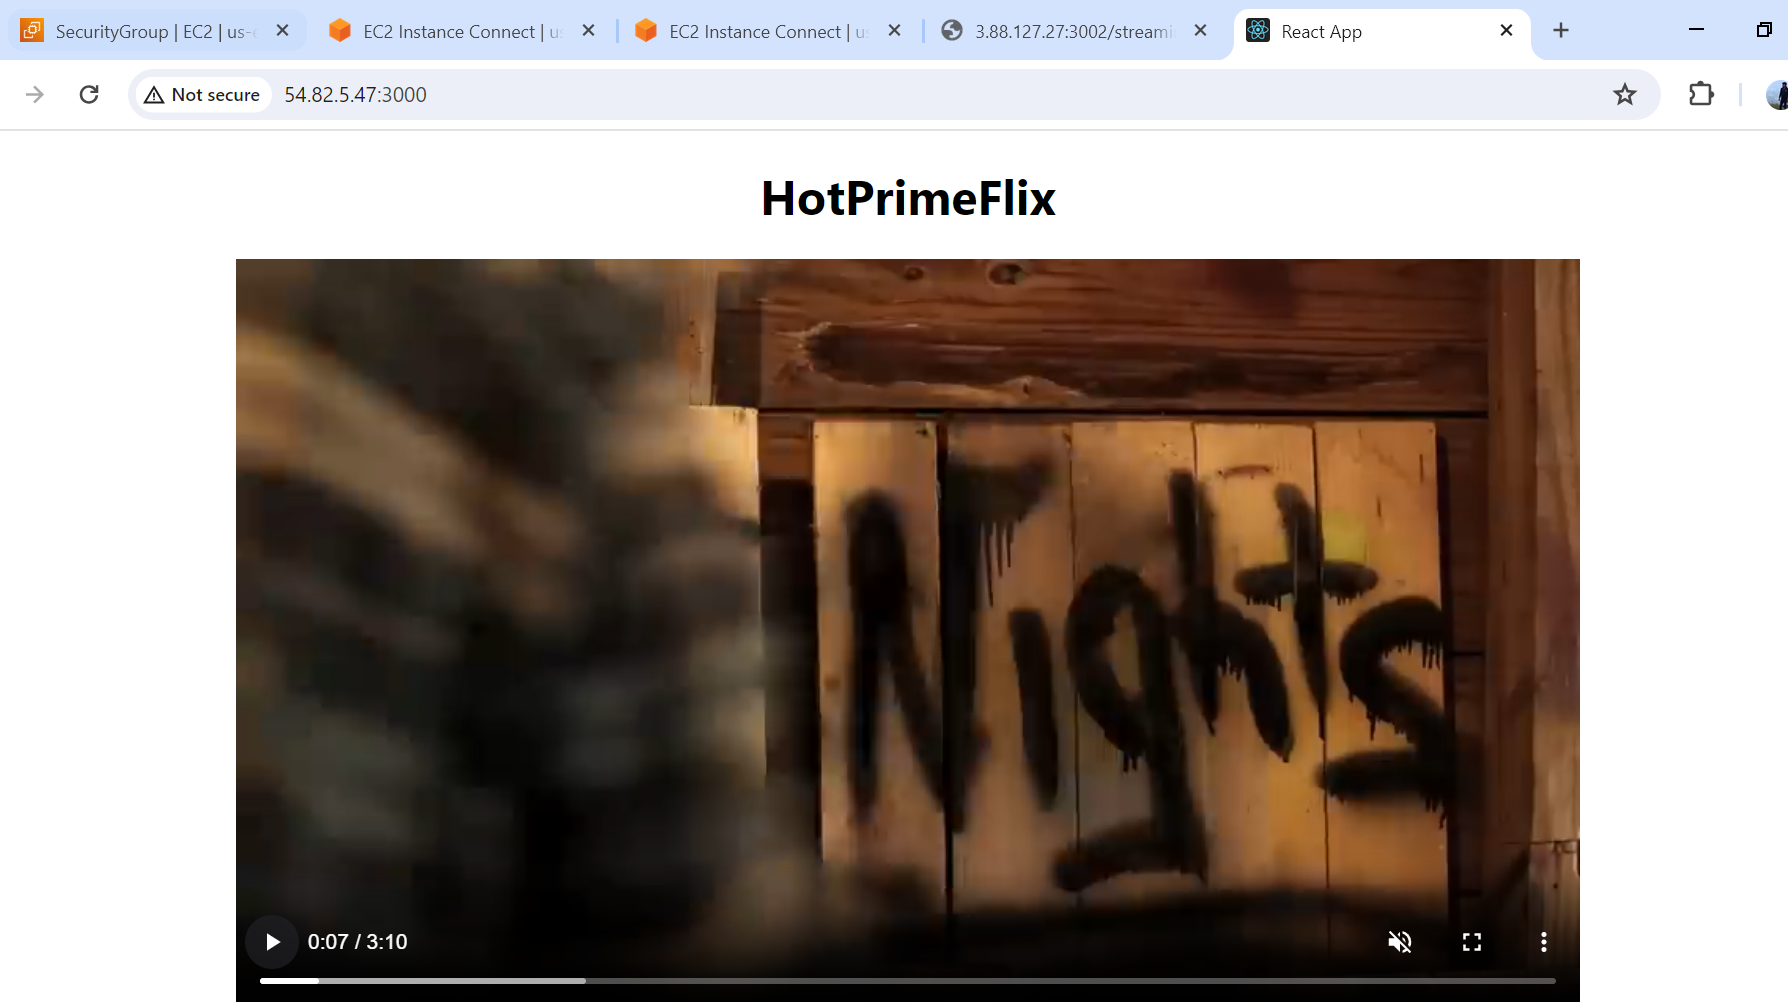 SecurityGroup | EC2 | us-
EC2 Instance Connect | u
EC2 Instance Connect | u
3.88.127.27:3002/streami
React App
Not secure
54.82.5.47:3000
HotPrimeFlix
Nights
0:07 / 3:10